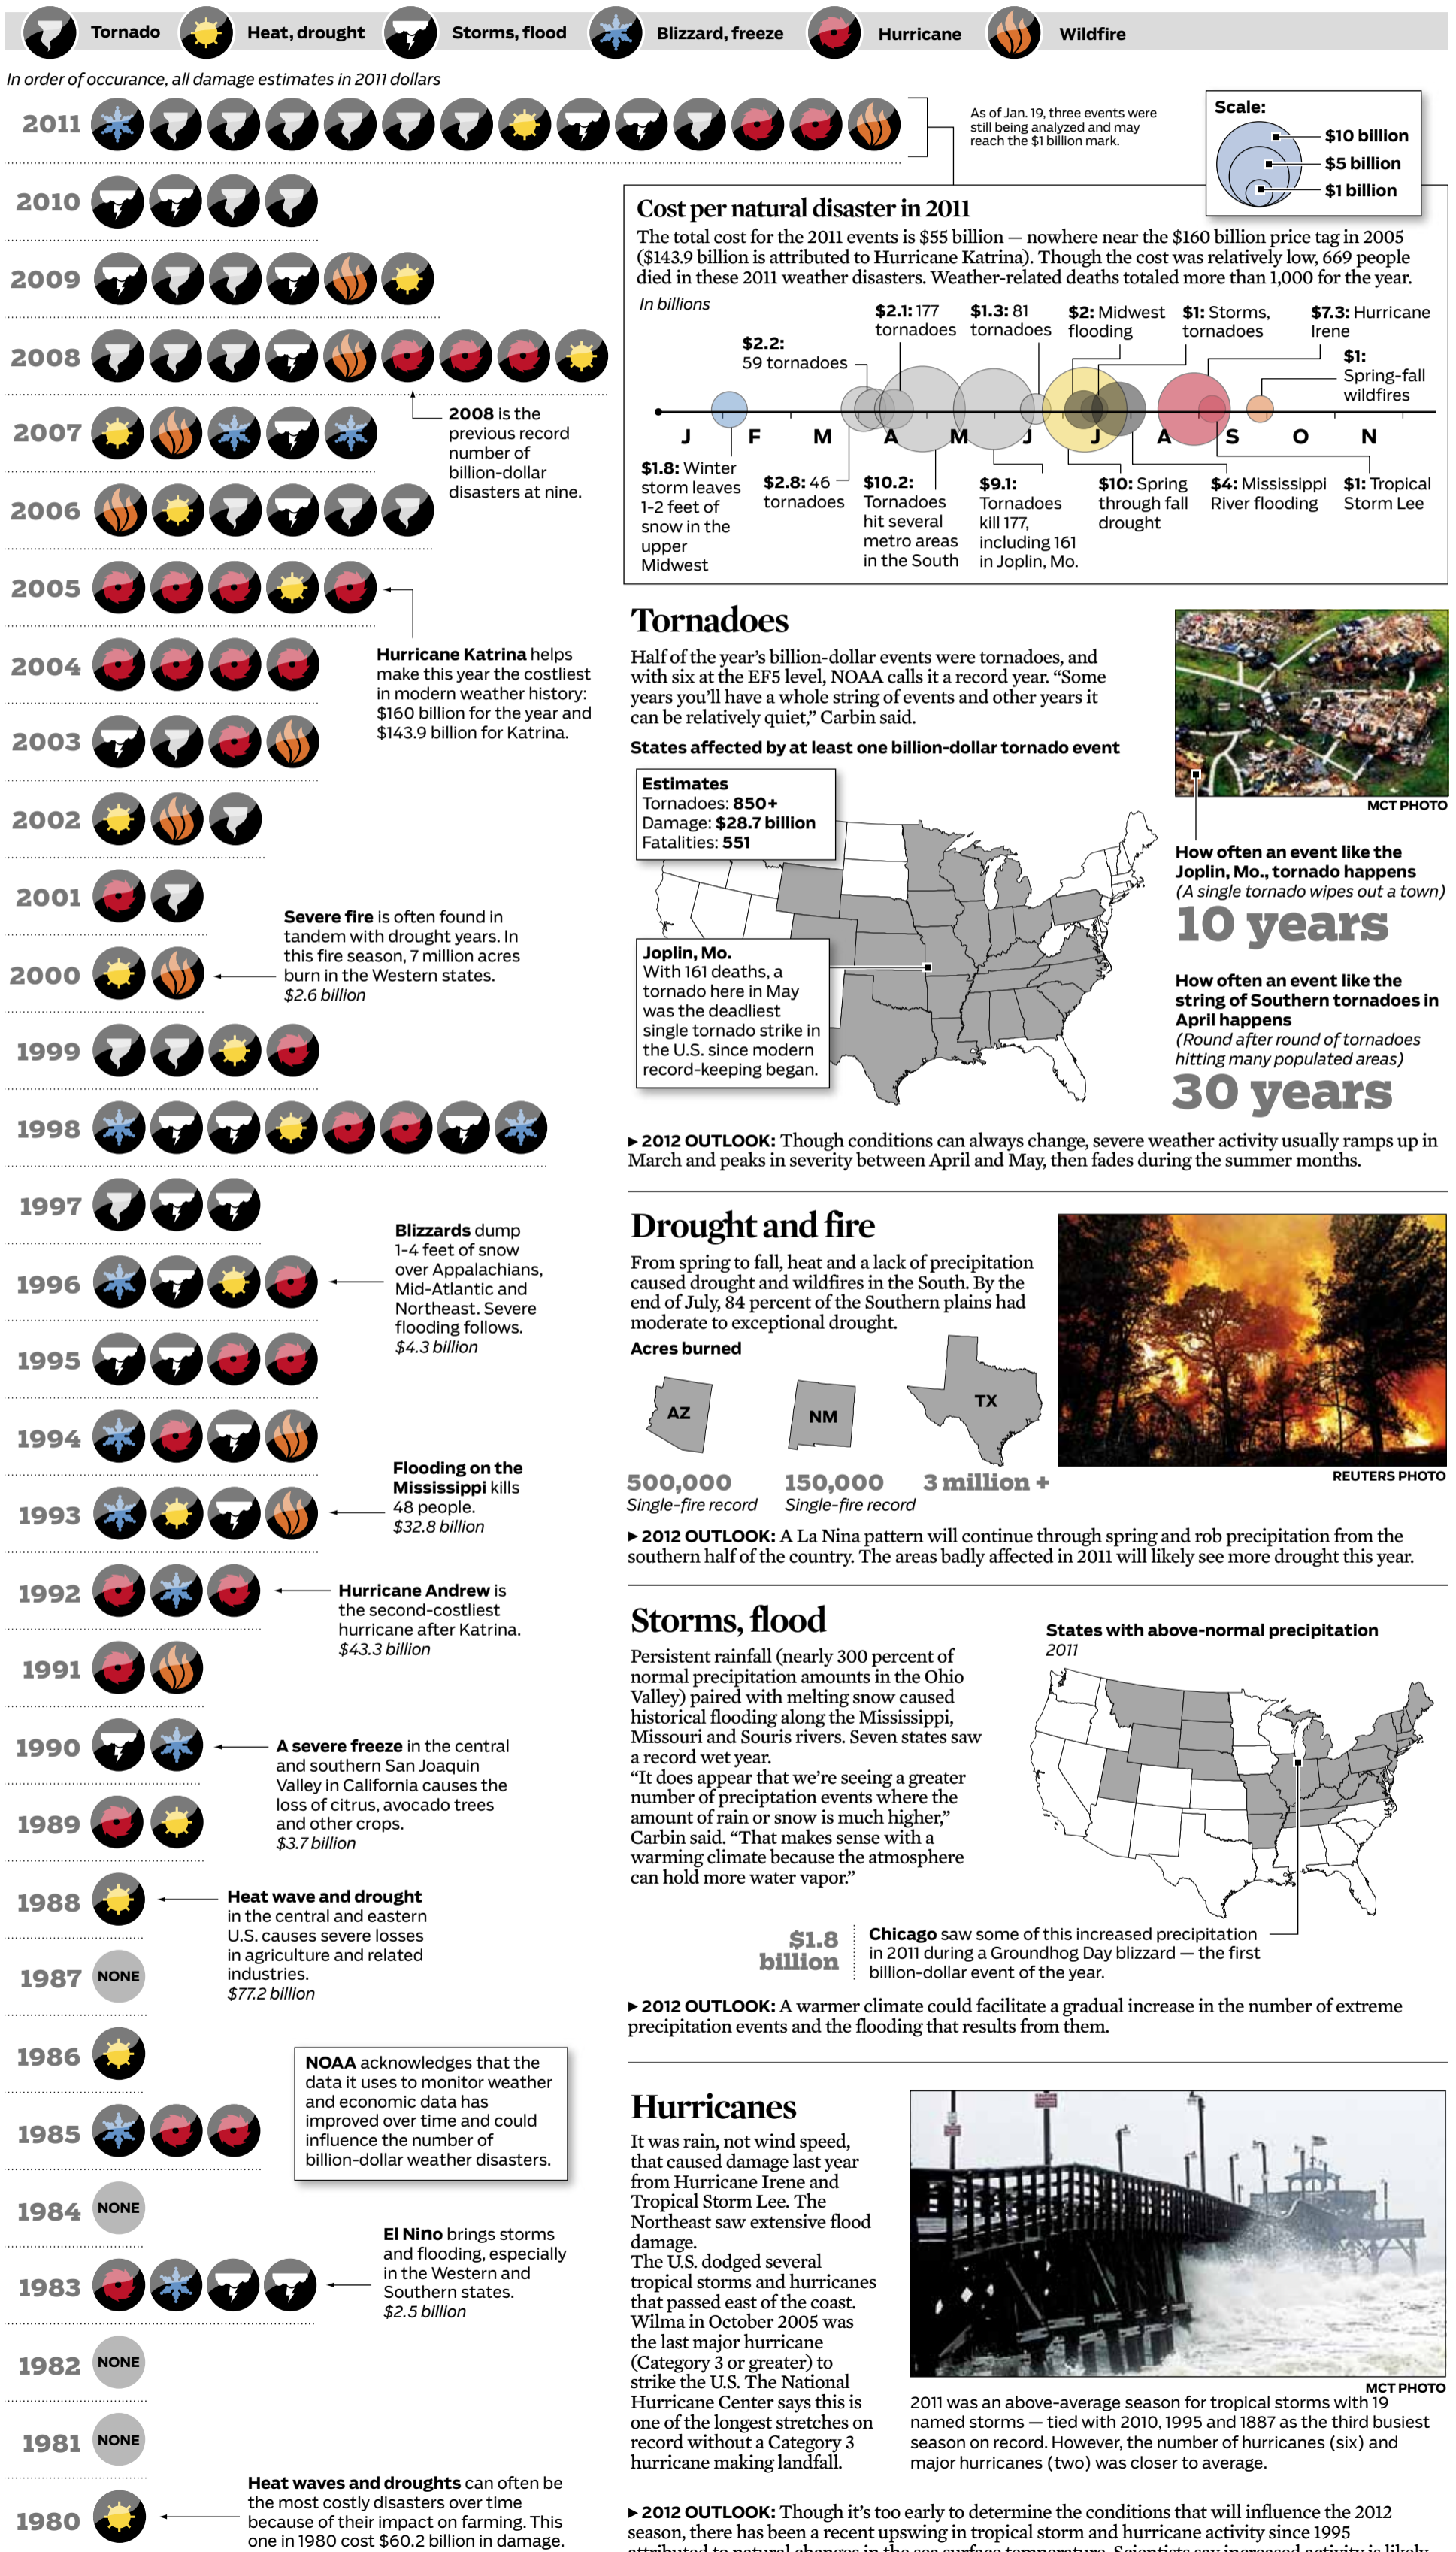 Tornado
Heat, drought
Storms, flood
Blizzard, freeze
Hurricane
Wildfire
In order of occurance, all damage estimates in 2011 dollars
2011
As of Jan. 19, three events were
still being analyzed and may
reach the $1 billion mark.
Scale:
$10 billion
$5 billion
$1 billion
2010
2009
2008
2008 is the
previous record
number of
billion-dollar
disasters at nine.
2007
2006
2005
Hurricane Katrina helps
make this year the costliest
in modern weather history:
$160 billion for the year and
$143.9 billion for Katrina.
2004
2003
2002
2001
2000
Severe fire is often found in
tandem with drought years. In
this fire season, 7 million acres
burn in the Western states.
$2.6 billion
1999
1998
1997
1996
Blizzards dump
1-4 feet of snow
over Appalachians,
Mid-Atlantic and
Northeast. Severe
flooding follows.
$4.3 billion
1995
1994
1993
Flooding on the
Mississippi kills
48 people.
$32.8 billion
1992
Hurricane Andrew is
the second-costliest
hurricane after Katrina.
$43.3 billion
1991
1990
A severe freeze in the central
and southern San Joaquin
Valley in California causes the
loss of citrus, avocado trees
and other crops.
$3.7 billion
1989
1988
Heat wave and drought
in the central and eastern
U.S. causes severe losses
in agriculture and related
industries.
$77.2 billion
1987
NONE
1986
NOAA acknowledges that the
data it uses to monitor weather
and economic data has
improved over time and could
influence the number of
billion-dollar weather disasters.
1985
1984
NONE
1983
El Nino brings storms
and flooding, especially
in the Western and
Southern states.
$2.5 billion
1982
NONE
1981
NONE
1980
Heat waves and droughts can often be
the most costly disasters over time
because of their impact on farming. This
one in 1980 cost $60.2 billion in damage.
Cost per natural disaster in 2011
The total cost for the 2011 events is $55 billion — nowhere near the $160 billion price tag in 2005
($143.9 billion is attributed to Hurricane Katrina). Though the cost was relatively low, 669 people
died in these 2011 weather disasters. Weather-related deaths totaled more than 1,000 for the year.
In billions
$2.2:
59 tornadoes
$2.1: 177
tornadoes
$1.3: 81
tornadoes
$2: Midwest
flooding
$1: Storms,
tornadoes
$7.3: Hurricane
Irene
$1:
Spring-fall
wildfires
J F M A M J J A S O N
$1.8: Winter
storm leaves
1-2 feet of
snow in the
upper
Midwest
$2.8: 46
tornadoes
$10.2:
Tornadoes
hit several
metro areas
in the South
$9.1:
Tornadoes
kill 177,
including 161
in Joplin, Mo.
$10: Spring
through fall
drought
$4: Mississippi
River flooding
$1: Tropical
Storm Lee
Tornadoes
Half of the year’s billion-dollar events were tornadoes, and
with six at the EF5 level, NOAA calls it a record year. “Some
years you’ll have a whole string of events and other years it
can be relatively quiet,” Carbin said.
States affected by at least one billion-dollar tornado event
Estimates
Tornadoes: 850+
Damage: $28.7 billion
Fatalities: 551
Joplin, Mo.
With 161 deaths, a
tornado here in May
was the deadliest
single tornado strike in
the U.S. since modern
record-keeping began.
MCT PHOTO
How often an event like the
Joplin, Mo., tornado happens
(A single tornado wipes out a town)
10 years
How often an event like the
string of Southern tornadoes in
April happens
(Round after round of tornadoes
hitting many populated areas)
30 years
▸ 2012 OUTLOOK: Though conditions can always change, severe weather activity usually ramps up in
March and peaks in severity between April and May, then fades during the summer months.
Drought and fire
From spring to fall, heat and a lack of precipitation
caused drought and wildfires in the South. By the
end of July, 84 percent of the Southern plains had
moderate to exceptional drought.
Acres burned
AZ
NM
TX
500,000
Single-fire record
150,000
Single-fire record
3 million +
REUTERS PHOTO
▸ 2012 OUTLOOK: A La Nina pattern will continue through spring and rob precipitation from the
southern half of the country. The areas badly affected in 2011 will likely see more drought this year.
Storms, flood
Persistent rainfall (nearly 300 percent of
normal precipitation amounts in the Ohio
Valley) paired with melting snow caused
historical flooding along the Mississippi,
Missouri and Souris rivers. Seven states saw
a record wet year.
“It does appear that we’re seeing a greater
number of preciptation events where the
amount of rain or snow is much higher,”
Carbin said. “That makes sense with a
warming climate because the atmosphere
can hold more water vapor.”
States with above-normal precipitation
2011
$1.8
billion
Chicago saw some of this increased precipitation
in 2011 during a Groundhog Day blizzard — the first
billion-dollar event of the year.
▸ 2012 OUTLOOK: A warmer climate could facilitate a gradual increase in the number of extreme
precipitation events and the flooding that results from them.
Hurricanes
It was rain, not wind speed,
that caused damage last year
from Hurricane Irene and
Tropical Storm Lee. The
Northeast saw extensive flood
damage.
The U.S. dodged several
tropical storms and hurricanes
that passed east of the coast.
Wilma in October 2005 was
the last major hurricane
(Category 3 or greater) to
strike the U.S. The National
Hurricane Center says this is
one of the longest stretches on
record without a Category 3
hurricane making landfall.
MCT PHOTO
2011 was an above-average season for tropical storms with 19
named storms — tied with 2010, 1995 and 1887 as the third busiest
season on record. However, the number of hurricanes (six) and
major hurricanes (two) was closer to average.
▸ 2012 OUTLOOK: Though it’s too early to determine the conditions that will influence the 2012
season, there has been a recent upswing in tropical storm and hurricane activity since 1995